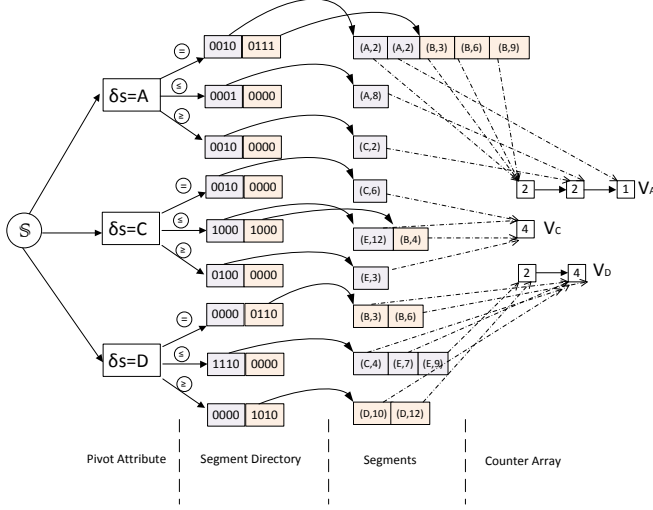 = 0010 0111 (A,2) (A,2) (B,3) (B,6) (B,9)
δs=A ≤ 0001 0000 (A,8)
≥ 0010 0000 (C,2)
= 0010 0000 (C,6) 2 2 1 VA
𝕊 δs=C ≤ 1000 1000 (E,12) (B,4) 4 VC
≥ 0100 0000 (E,3) 2 4 VD
= 0000 0110 (B,3) (B,6)
δs=D ≤ 1110 0000 (C,4) (E,7) (E,9)
≥ 0000 1010 (D,10) (D,12)
Pivot Attribute Segment Directory Segments Counter Array